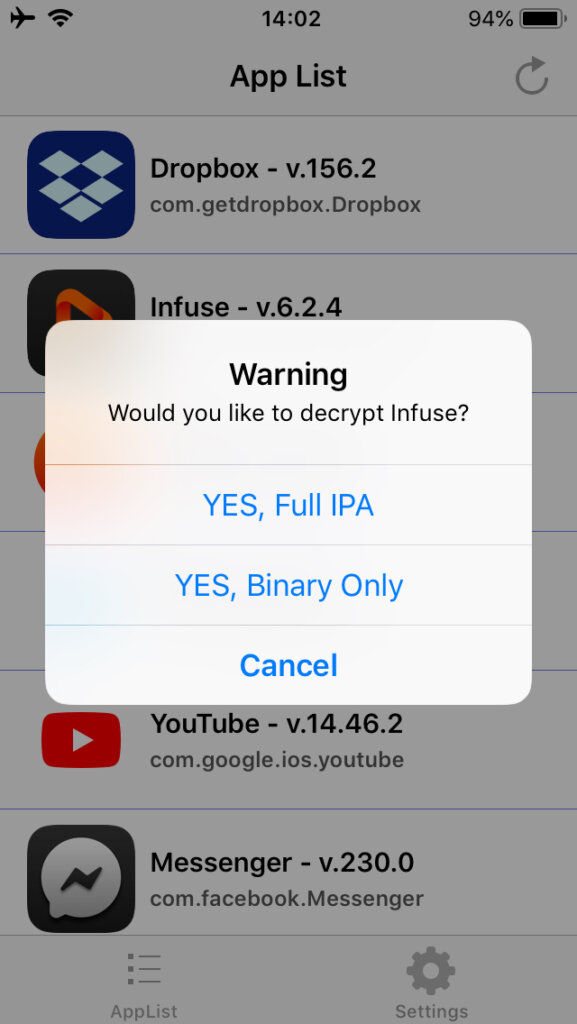 14:02
94%
App List
Dropbox - v.156.2
com.getdropbox.Dropbox
Infuse - v.6.2.4
Warning
Would you like to decrypt Infuse?
YES, Full IPA
YES, Binary Only
Cancel
YouTube - v.14.46.2
com.google.ios.youtube
Messenger - v.230.0
com.facebook.Messenger
AppList
Settings